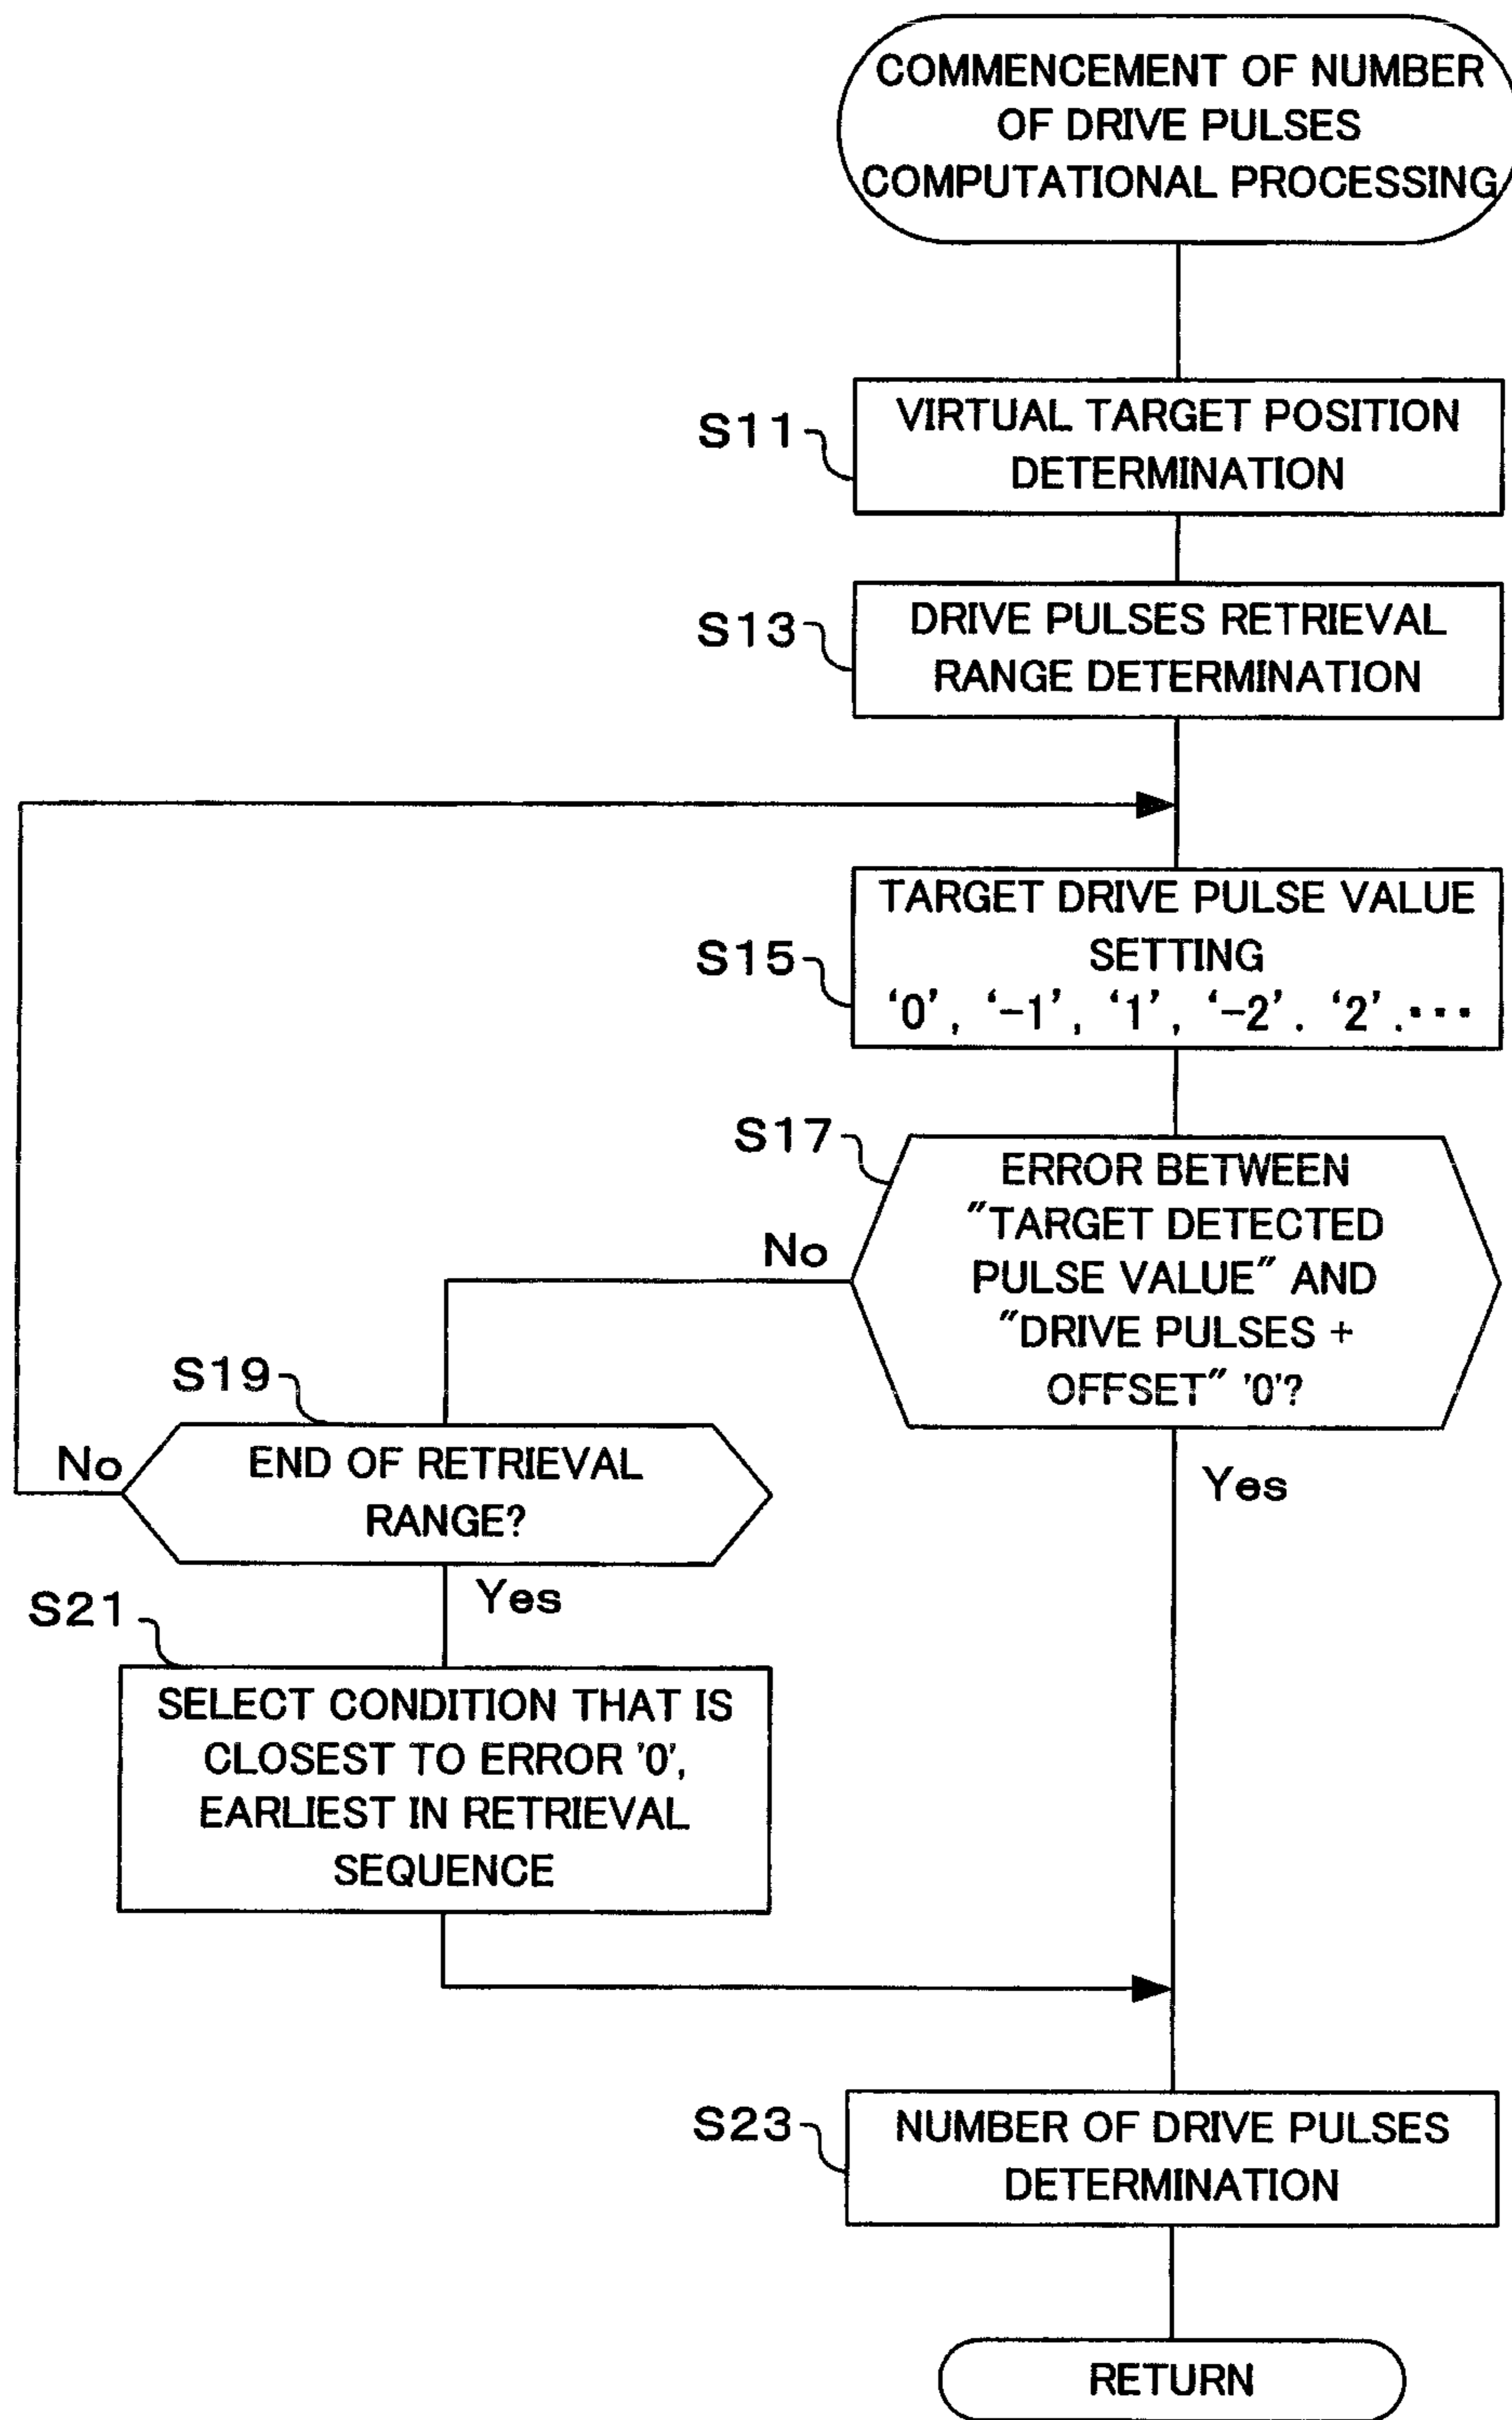 COMMENCEMENT OF NUMBER
OF DRIVE PULSES
COMPUTATIONAL PROCESSING
S11
VIRTUAL TARGET POSITION
DETERMINATION
S13
DRIVE PULSES RETRIEVAL
RANGE DETERMINATION
S15
TARGET DRIVE PULSE VALUE
SETTING
‘0’, ‘-1’, ‘1’, ‘-2’. ‘2’.･･･
S17
ERROR BETWEEN
"TARGET DETECTED
PULSE VALUE" AND
"DRIVE PULSES +
OFFSET" '0'?
No
Yes
S19
END OF RETRIEVAL
RANGE?
No
Yes
S21
SELECT CONDITION THAT IS
CLOSEST TO ERROR '0',
EARLIEST IN RETRIEVAL
SEQUENCE
S23
NUMBER OF DRIVE PULSES
DETERMINATION
RETURN